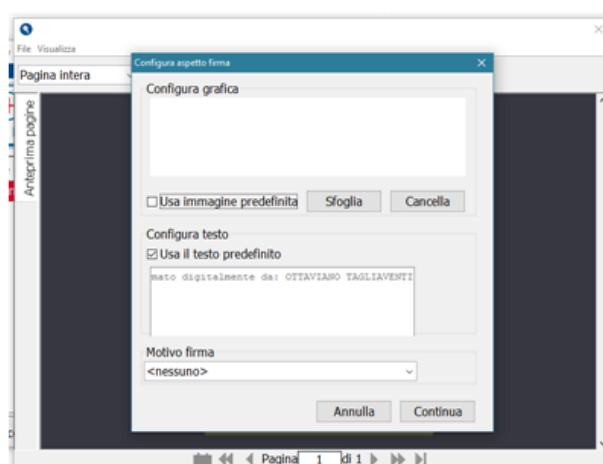 File Visualizza
Pagina intera
Anteprima pagine
Configura aspetto firma
Configura grafica
Usa immagine predefinita
Sfoglia
Cancella
Configura testo
Usa il testo predefinito
mato digitalmente da: OTTAVIANO TAGLIAVENTI
Motivo firma
<nessuno>
Annulla
Continua
Pagina 1 di 1